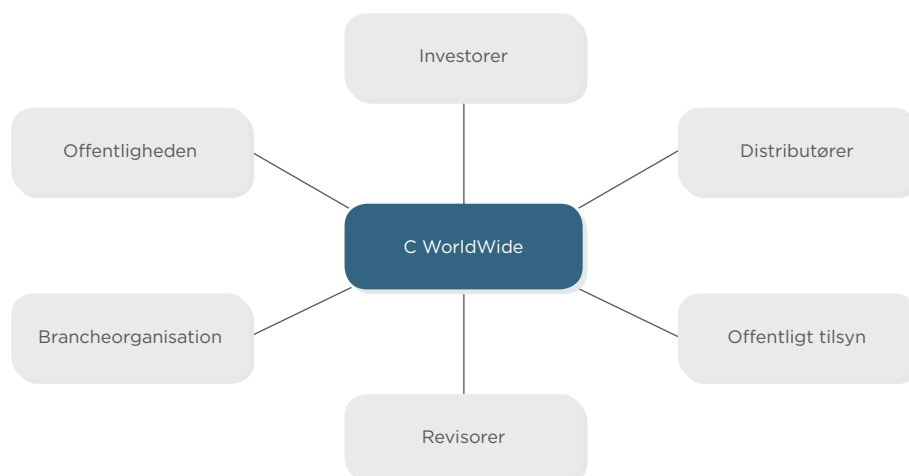 Investorer
Offentligheden
Distributører
C WorldWide
Brancheorganisation
Offentligt tilsyn
Revisorer